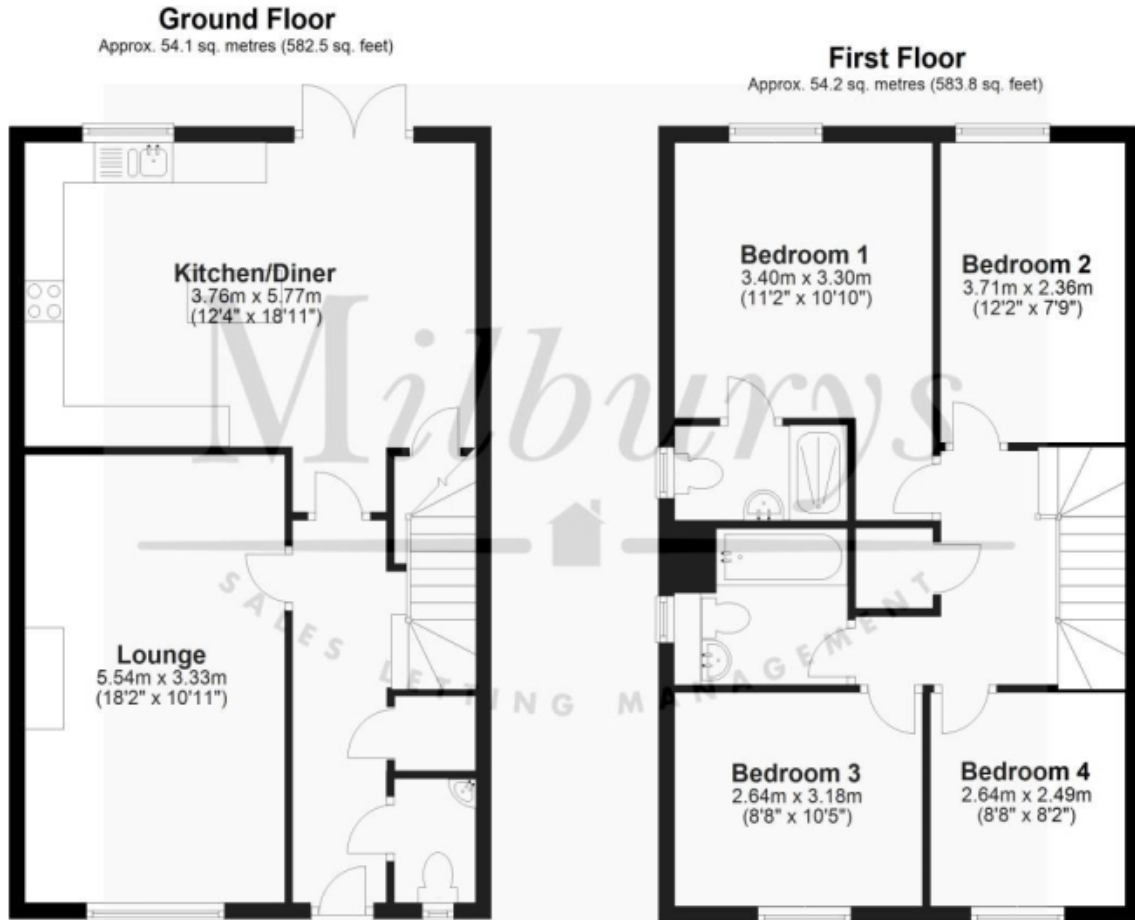 Ground Floor
Approx. 54.1 sq. metres (582.5 sq. feet)
Kitchen/Diner
3.76m x 5.77m
(12'4" x 18'11")
Lounge
5.54m x 3.33m
(18'2" x 10'11")
First Floor
Approx. 54.2 sq. metres (583.8 sq. feet)
Bedroom 1
3.40m x 3.30m
(11'2" x 10'10")
Bedroom 2
3.71m x 2.36m
(12'2" x 7'9")
Bedroom 3
2.64m x 3.18m
(8'8" x 10'5")
Bedroom 4
2.64m x 2.49m
(8'8" x 8'2")
Milburys
SALES LETTING MANAGEMENT